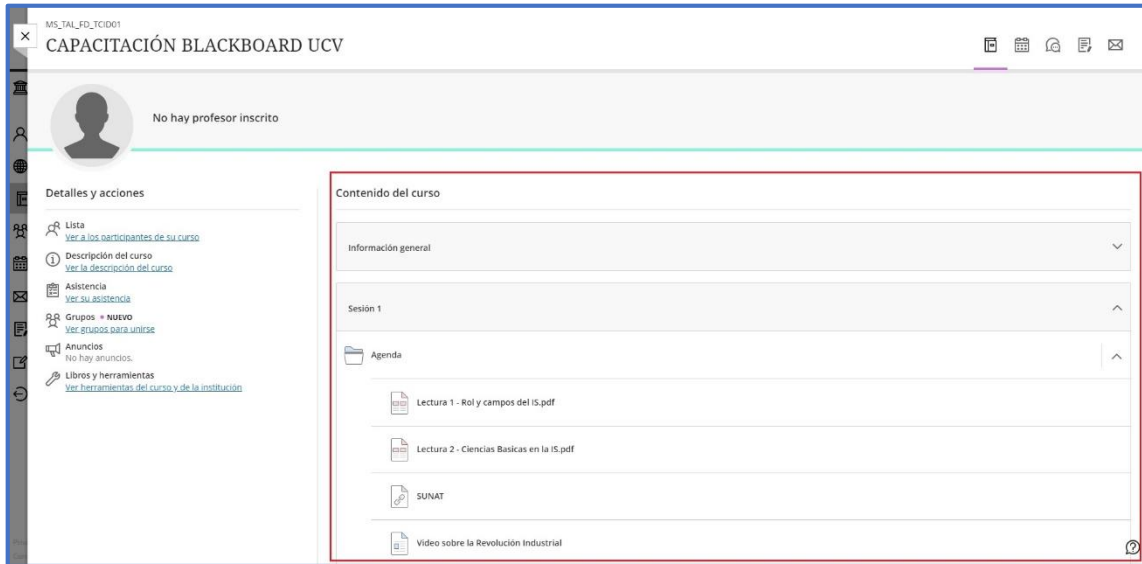 MS_TAL_FD_TCID01
CAPACITACIÓN BLACKBOARD UCV
No hay profesor inscrito
Detalles y acciones
Lista
Ver a los participantes de su curso
Descripción del curso
Ver la descripción del curso
Asistencia
Ver su asistencia
Grupos • NUEVO
Ver grupos para unirse
Anuncios
No hay anuncios.
Libros y herramientas
Ver herramientas del curso y de la institución
Contenido del curso
Información general
Sesión 1
Agenda
Lectura 1 - Rol y campos del IS.pdf
Lectura 2 - Ciencias Basicas en la IS.pdf
SUNAT
Video sobre la Revolución Industrial